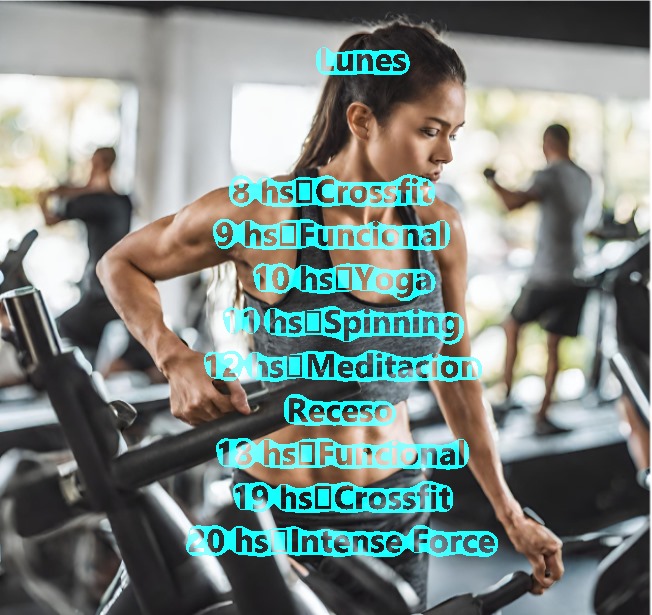 Lunes
8 hs▯Crossfit
9 hs▯Funcional
10 hs▯Yoga
11 hs▯Spinning
12 hs▯Meditacion
Receso
18 hs▯Funcional
19 hs▯Crossfit
20 hs▯Intense Force